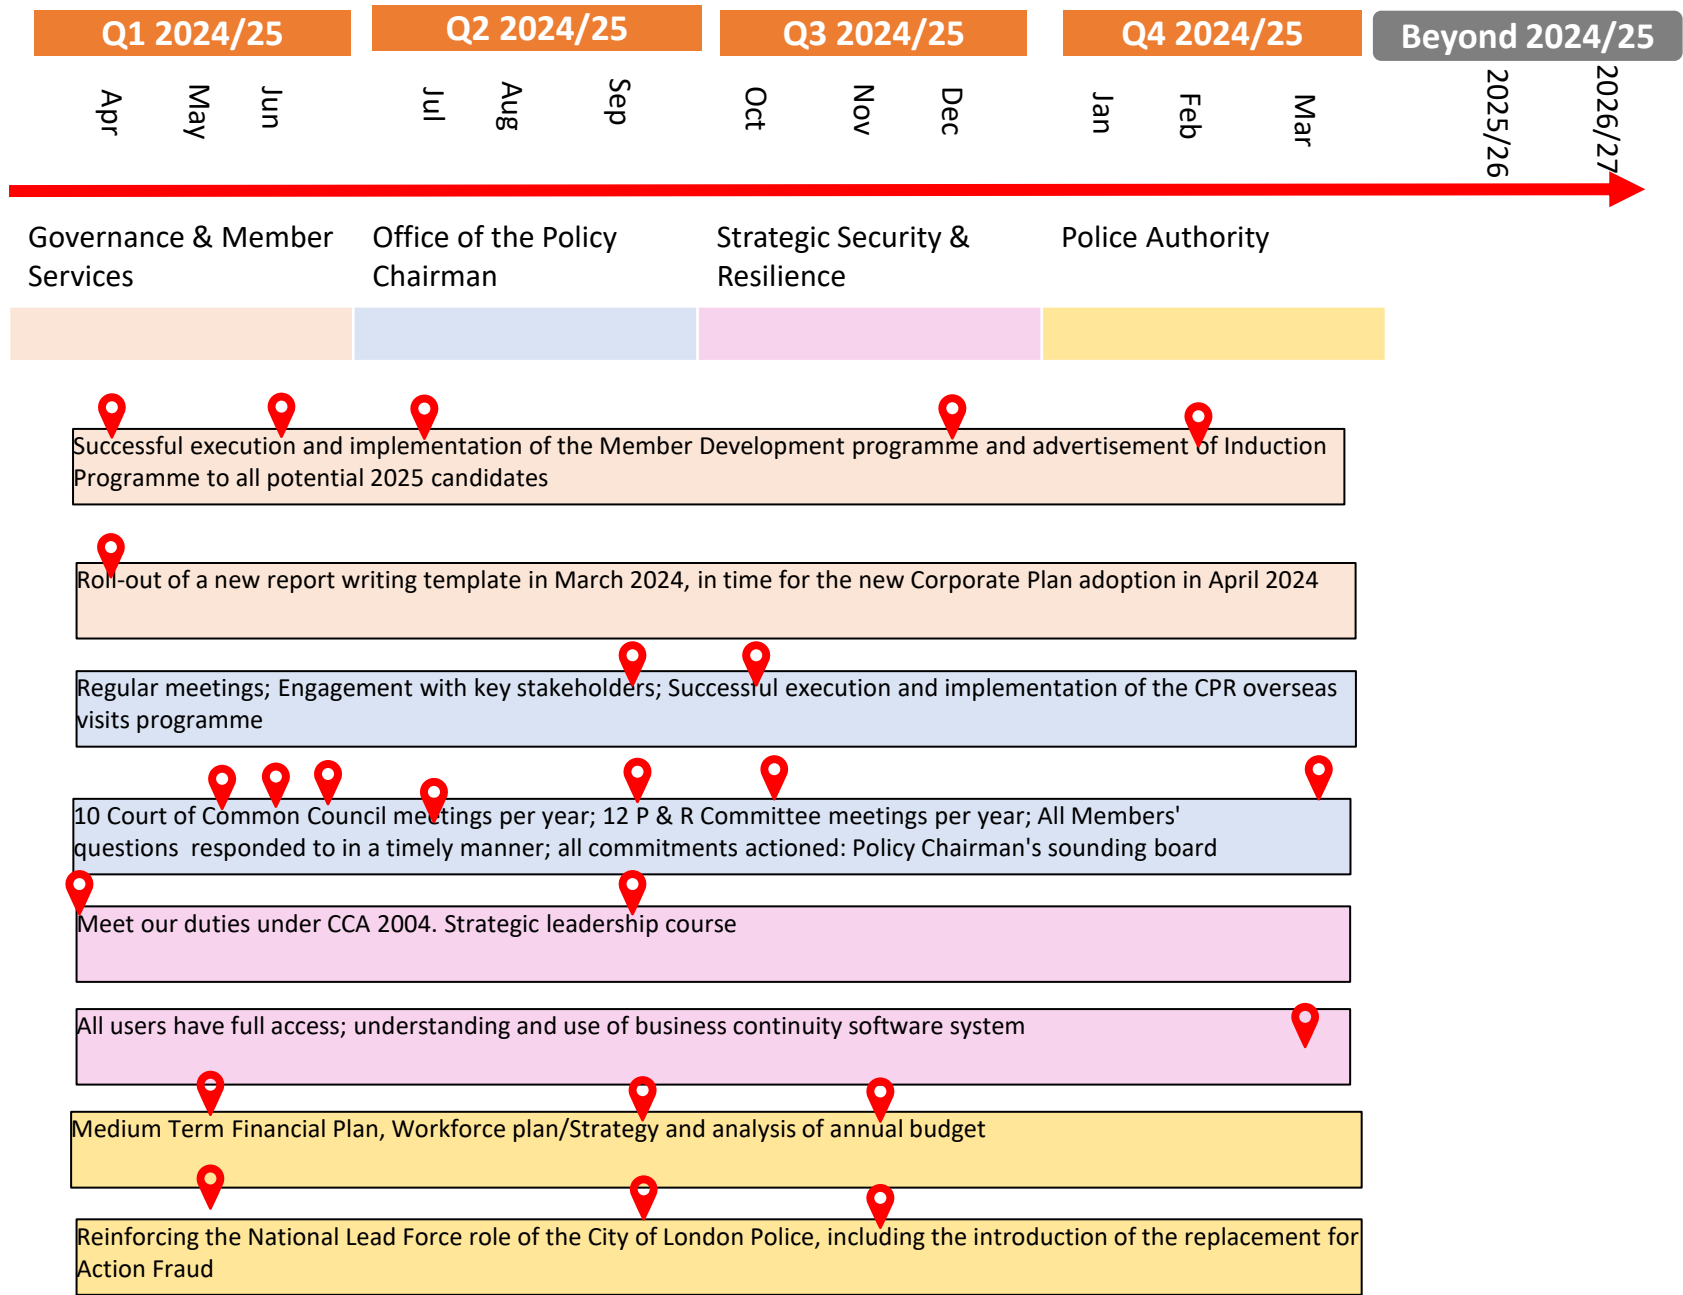 Q1 2024/25
Q2 2024/25
Q3 2024/25
Q4 2024/25
Beyond 2024/25
Apr
May
Jun
Jul
Aug
Sep
Oct
Nov
Dec
Jan
Feb
Mar
2025/26
2026/27
Governance & Member
Services
Office of the Policy
Chairman
Strategic Security &
Resilience
Police Authority
Successful execution and implementation of the Member Development programme and advertisement of Induction
Programme to all potential 2025 candidates
Roll-out of a new report writing template in March 2024, in time for the new Corporate Plan adoption in April 2024
Regular meetings; Engagement with key stakeholders; Successful execution and implementation of the CPR overseas
visits programme
10 Court of Common Council meetings per year; 12 P & R Committee meetings per year; All Members'
questions  responded to in a timely manner; all commitments actioned: Policy Chairman's sounding board
Meet our duties under CCA 2004. Strategic leadership course
All users have full access; understanding and use of business continuity software system
Medium Term Financial Plan, Workforce plan/Strategy and analysis of annual budget
Reinforcing the National Lead Force role of the City of London Police, including the introduction of the replacement for
Action Fraud